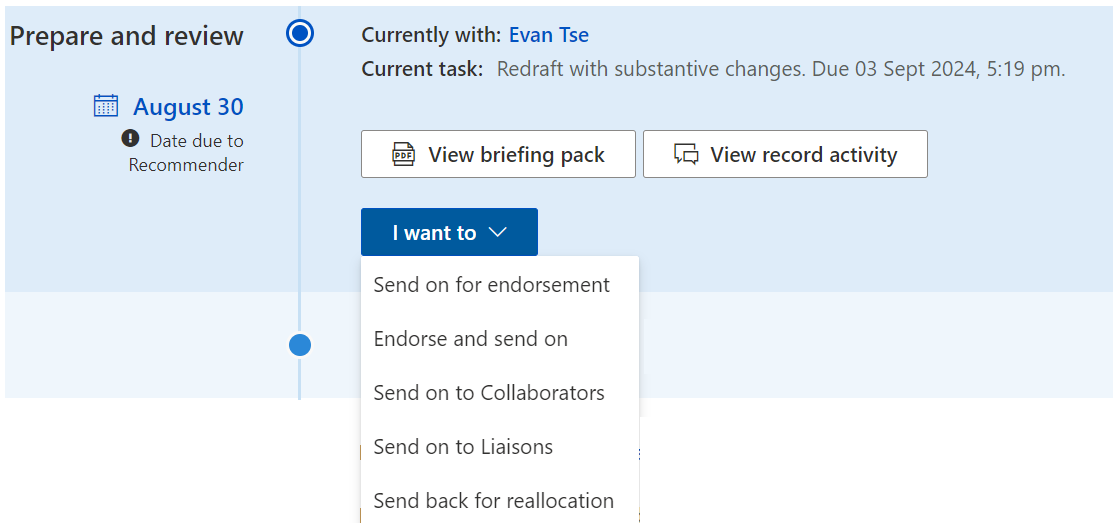 Prepare and review
August 30
Date due to
Recommender
Currently with: Evan Tse
Current task: Redraft with substantive changes. Due 03 Sept 2024, 5:19 pm.
PDF View briefing pack
View record activity
I want to
Send on for endorsement
Endorse and send on
Send on to Collaborators
Send on to Liaisons
Send back for reallocation